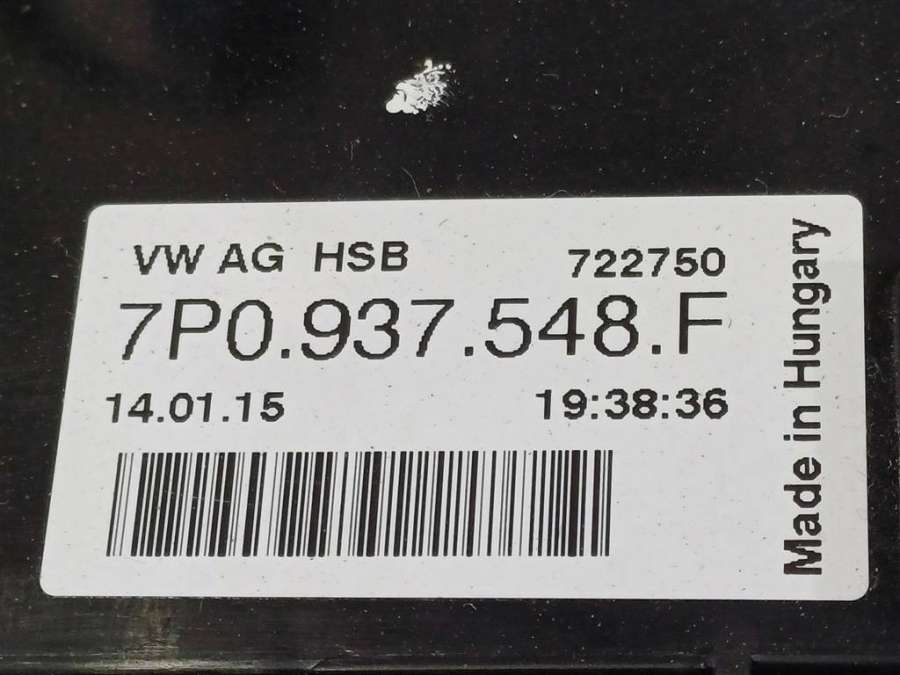 VW AG HSB 722750
7P0.937.548.F
14.01.15 19:38:36
Made in Hungary